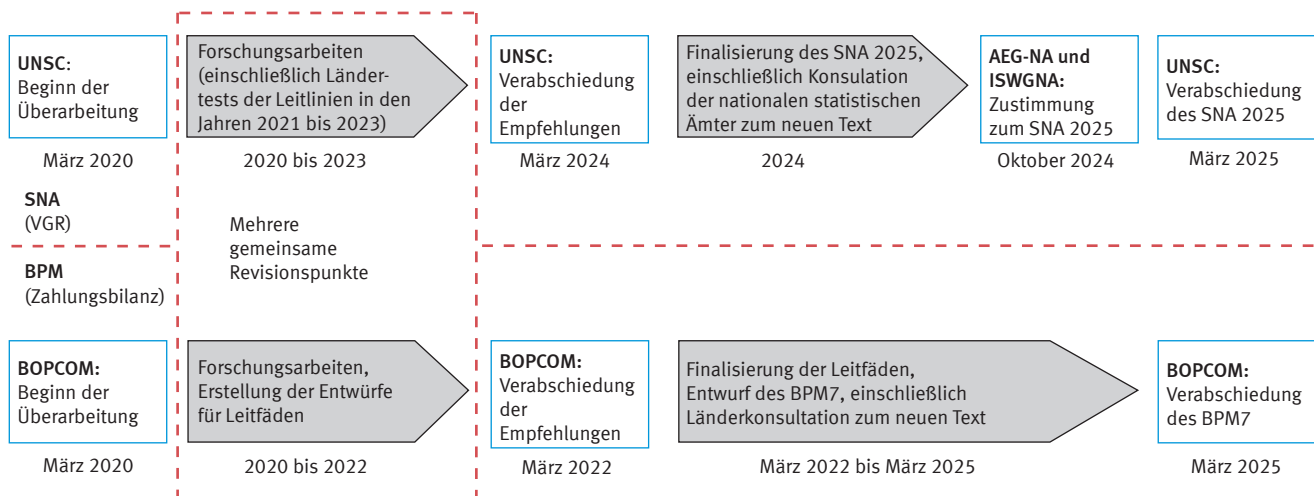 UNSC:
Beginn der
Überarbeitung
März 2020
Forschungsarbeiten
(einschließlich Länder-
tests der Leitlinien in den
Jahren 2021 bis 2023)
2020 bis 2023
UNSC:
Verabschiedung
der
Empfehlungen
März 2024
Finalisierung des SNA 2025,
einschließlich Konsulation
der nationalen statistischen
Ämter zum neuen Text
2024
AEG-NA und
ISWGNA:
Zustimmung
zum SNA 2025
Oktober 2024
UNSC:
Verabschiedung
des SNA 2025
März 2025
SNA
(VGR)
Mehrere
gemeinsame
Revisionspunkte
BPM
(Zahlungsbilanz)
BOPCOM:
Beginn der
Überarbeitung
März 2020
Forschungsarbeiten,
Erstellung der Entwürfe
für Leitfäden
2020 bis 2022
BOPCOM:
Verabschiedung
der
Empfehlungen
März 2022
Finalisierung der Leitfäden,
Entwurf des BPM7, einschließlich
Länderkonsultation zum neuen Text
März 2022 bis März 2025
BOPCOM:
Verabschiedung
des BPM7
März 2025